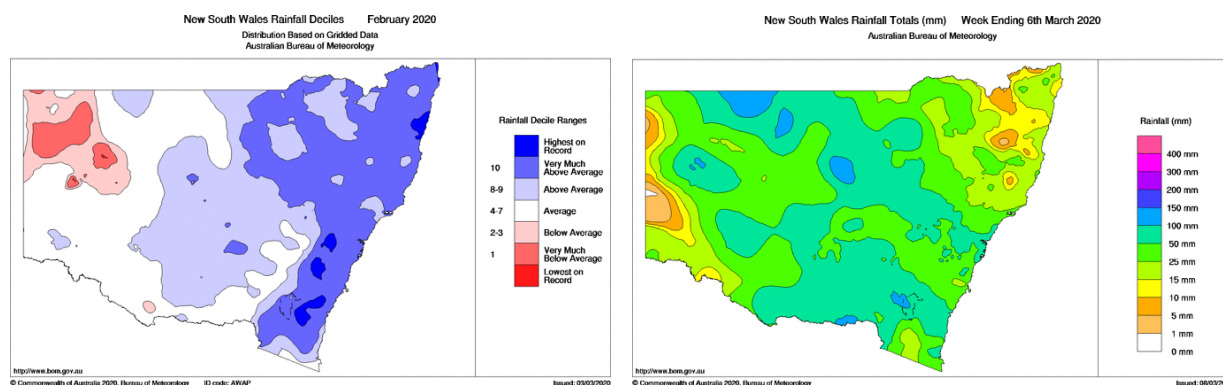 New South Wales Rainfall Deciles February 2020
Distribution Based on Gridded Data
Australian Bureau of Meteorology
Rainfall Decile Ranges
Highest on
Record
10 Very Much
Above Average
8-9 Above Average
4-7 Average
2-3 Below Average
1 Very Much
Below Average
Lowest on
Record
http://www.bom.gov.au
© Commonwealth of Australia 2020, Bureau of Meteorology ID code: AWAP Issued: 03/03/2020
New South Wales Rainfall Totals (mm) Week Ending 6th March 2020
Australian Bureau of Meteorology
Rainfall (mm)
400 mm
300 mm
200 mm
150 mm
100 mm
50 mm
25 mm
15 mm
10 mm
5 mm
1 mm
0 mm
http://www.bom.gov.au
© Commonwealth of Australia 2020, Bureau of Meteorology Issued: